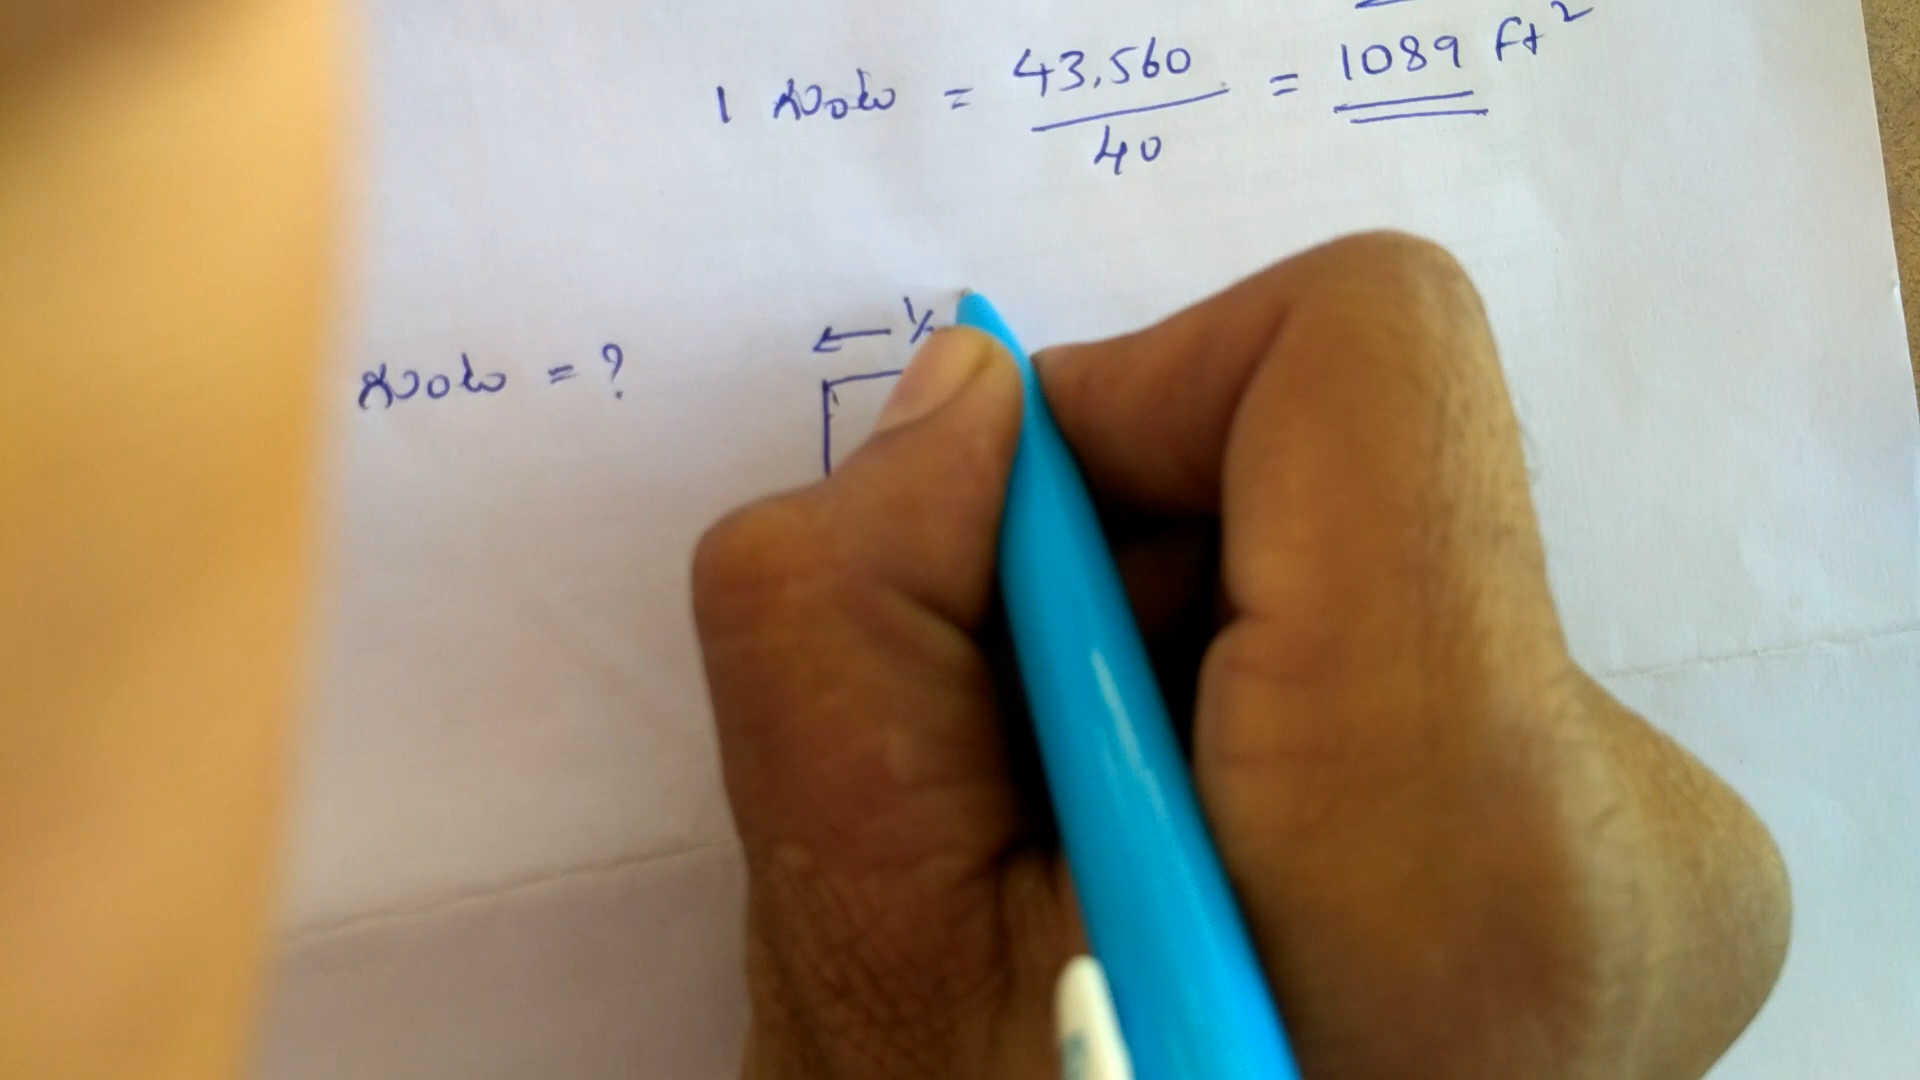 1 గుంట = 43,560 / 40 = 1089 ft²
గుంట = ?